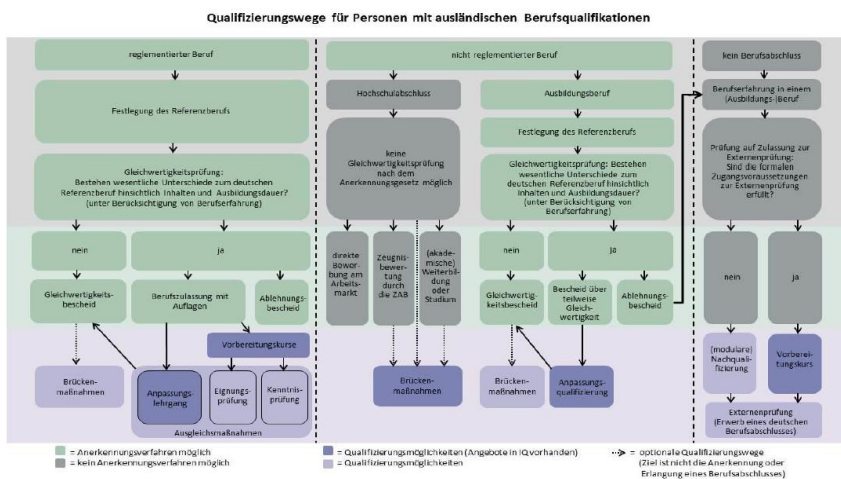 Qualifizierungswege für Personen mit ausländischen Berufsqualifikationen
reglementierter Beruf
Festlegung des Referenzberufs
Gleichwertigkeitsprüfung:
Bestehen wesentliche Unterschiede zum deutschen
Referenzberuf hinsichtlich Inhalten und Ausbildungsdauer?
(unter Berücksichtigung von Berufserfahrung)
nein
ja
Gleichwertigkeits-
bescheid
Berufszulassung mit
Auflagen
Ablehnungs-
bescheid
Vorbereitungskurse
Brücken-
maßnahmen
Anpassungs-
lehrgang
Eignungs-
prüfung
Kenntnis-
prüfung
Ausgleichsmaßnahmen
nicht reglementierter Beruf
Hochschulabschluss
keine
Gleichwertigkeitsprüfung
nach dem
Anerkennungsgesetz möglich
direkte
Bewer-
bung am
Arbeits-
markt
Zeugnis-
bewer-
tung
durch
die ZAB
(akade-
mische)
Weiterbil-
dung oder
Studium
Brücken-
maßnahmen
Ausbildungsberuf
Festlegung des Referenzberufs
Gleichwertigkeitsprüfung: Bestehen
wesentliche Unterschiede zum
deutschen Referenzberuf hinsichtlich
Inhalten und Ausbildungsdauer?
(unter Berücksichtigung von
Berufserfahrung)
nein
ja
Gleichwertig-
keitsbescheid
Bescheid über
teilweise
Gleich-
wertigkeit
Ablehnungs-
bescheid
Brücken-
maßnahmen
Anpassungs-
qualifizierung
kein Berufsabschluss
Berufserfahrung in einem
(Ausbildungs-)Beruf
Prüfung auf Zulassung zur
Externenprüfung:
Sind die formalen
Zugangsvoraussetzungen
zur Externenprüfung
erfüllt?
nein
ja
(modulare)
Nachquali-
fizierung
Vorberei-
tungskurs
Externenprüfung
(Erwerb eines deutschen
Berufsabschlusses)
= Anerkennungsverfahren möglich
= kein Anerkennungsverfahren möglich
= Qualifizierungsmöglichkeiten (Angebote in IQ vorhanden)
= Qualifizierungsmöglichkeiten
= optionale Qualifizierungswege
(Ziel ist nicht die Anerkennung oder
Erlangung eines Berufsabschlusses)